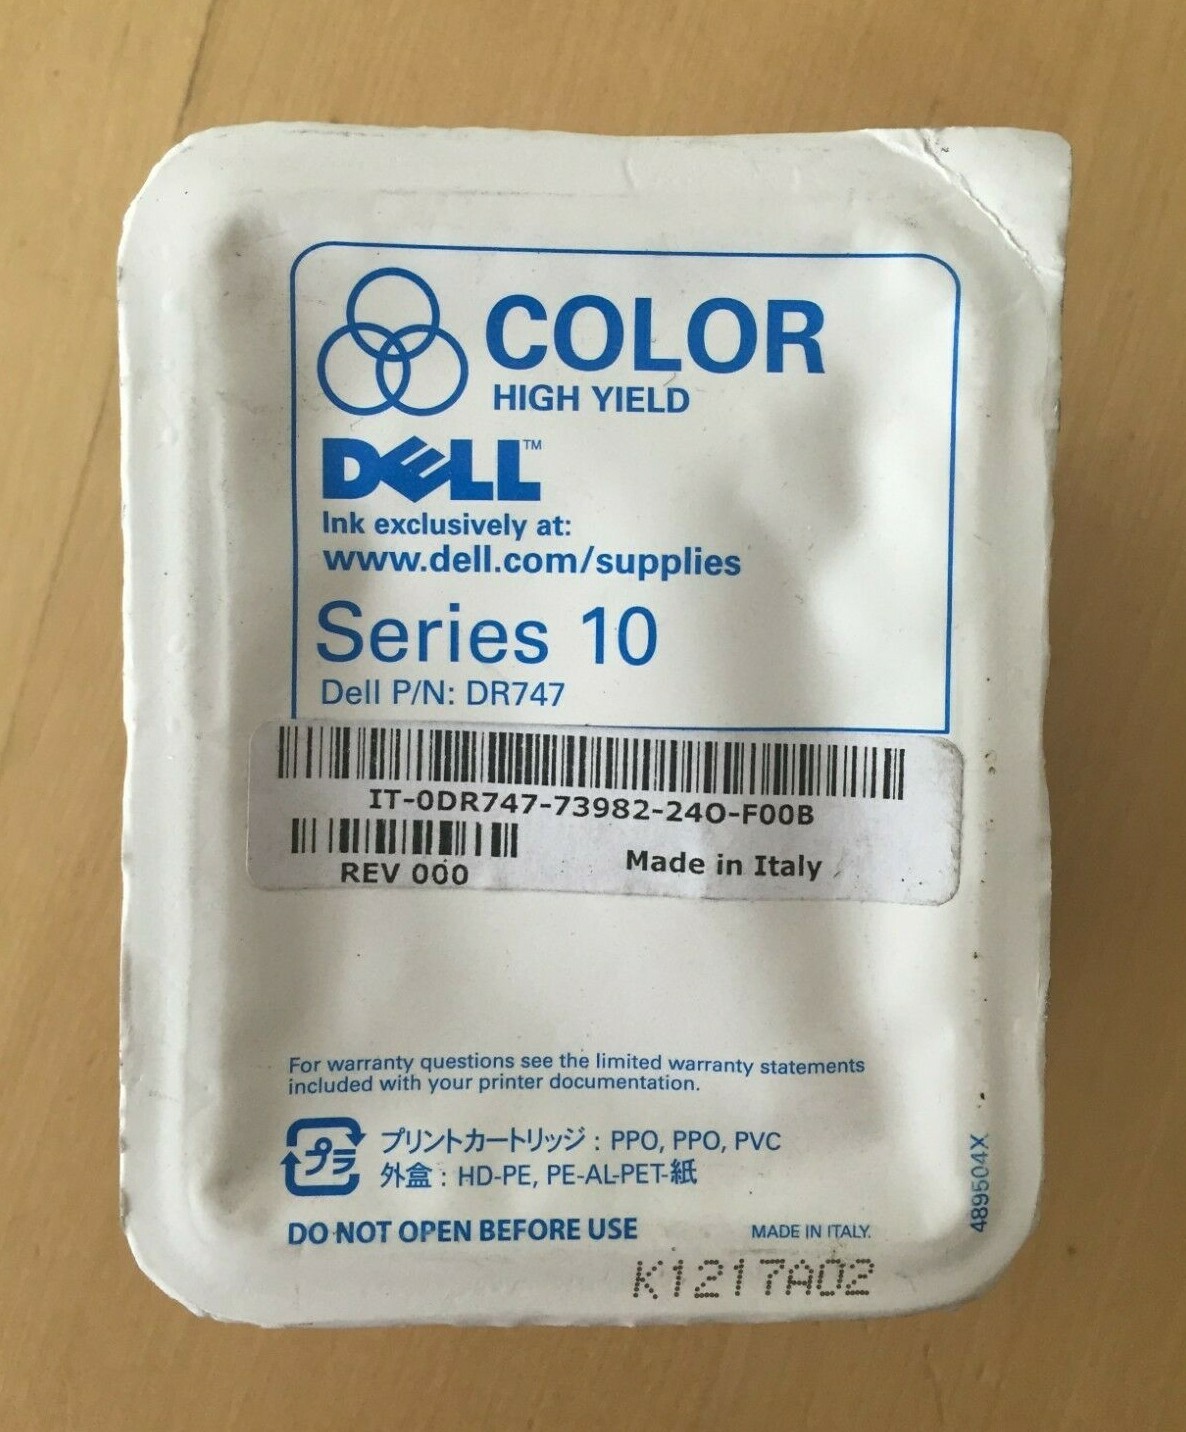 COLOR
HIGH YIELD
DELL™
Ink exclusively at:
www.dell.com/supplies
Series 10
Dell P/N: DR747
IT-0DR747-73982-24O-F00B
REV 000
Made in Italy
For warranty questions see the limited warranty statements
included with your printer documentation.
プラ
プリントカートリッジ : PPO, PPO, PVC
外盒 : HD-PE, PE-AL-PET-紙
DO NOT OPEN BEFORE USE
MADE IN ITALY.
489504X
K1217A02